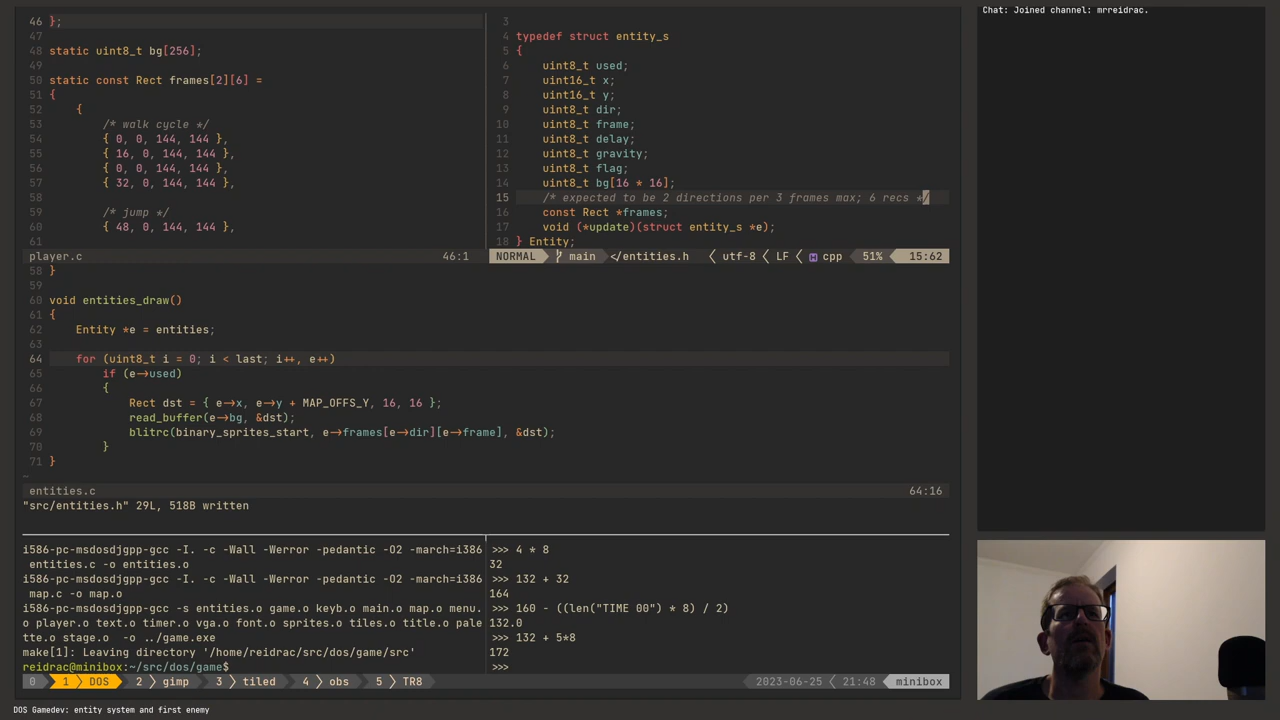 46 };
47
48 static uint8_t bg[256];
49
50 static const Rect frames[2][6] =
51 {
52     {
53         /* walk cycle */
54         { 0, 0, 144, 144 },
55         { 16, 0, 144, 144 },
56         { 0, 0, 144, 144 },
57         { 32, 0, 144, 144 },
58
59         /* jump */
60         { 48, 0, 144, 144 },
61
player.c 46:1
3
4 typedef struct entity_s
5 {
6     uint8_t used;
7     uint16_t x;
8     uint16_t y;
9     uint8_t dir;
10     uint8_t frame;
11     uint8_t delay;
12     uint8_t gravity;
13     uint8_t flag;
14     uint8_t bg[16 * 16];
15     /* expected to be 2 directions per 3 frames max; 6 recs */
16     const Rect *frames;
17     void (*update)(struct entity_s *e);
18 } Entity;
NORMAL main </entities.h utf-8 LF cpp 51% 15:62
58 }
59
60 void entities_draw()
61 {
62     Entity *e = entities;
63
64     for (uint8_t i = 0; i < last; i++, e++)
65         if (e->used)
66         {
67             Rect dst = { e->x, e->y + MAP_OFFS_Y, 16, 16 };
68             read_buffer(e->bg, &dst);
69             blitrc(binary_sprites_start, e->frames[e->dir][e->frame], &dst);
70         }
71 }
~
entities.c 64:16
"src/entities.h" 29L, 518B written
i586-pc-msdosdjgpp-gcc -I. -c -Wall -Werror -pedantic -O2 -march=i386
 entities.c -o entities.o
i586-pc-msdosdjgpp-gcc -I. -c -Wall -Werror -pedantic -O2 -march=i386
 map.c -o map.o
i586-pc-msdosdjgpp-gcc -s entities.o game.o keyb.o main.o map.o menu.
o player.o text.o timer.o vga.o font.o sprites.o tiles.o title.o pale
tte.o stage.o  -o ../game.exe
make[1]: Leaving directory '/home/reidrac/src/dos/game/src'
reidrac@minibox:~/src/dos/game$
>>> 4 * 8
32
>>> 132 + 32
164
>>> 160 - ((len("TIME 00") * 8) / 2)
132.0
>>> 132 + 5*8
172
>>>
0 1 DOS 2 gimp 3 tiled 4 obs 5 TR8 2023-06-25 21:48 minibox
DOS Gamedev: entity system and first enemy
Chat: Joined channel: mrreidrac.